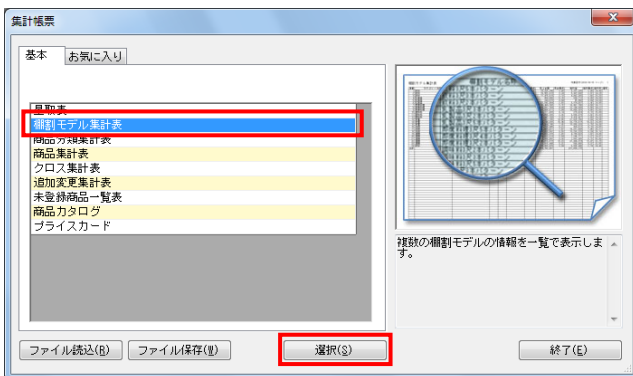 集計帳票
基本
お気に入り
星取表
棚割モデル集計表
商品分類集計表
商品集計表
クロス集計表
追加変更集計表
未登録商品一覧表
商品カタログ
プライスカード
複数の棚割モデルの情報を一覧で表示しま
す。
ファイル読込(R)
ファイル保存(W)
選択(S)
終了(E)